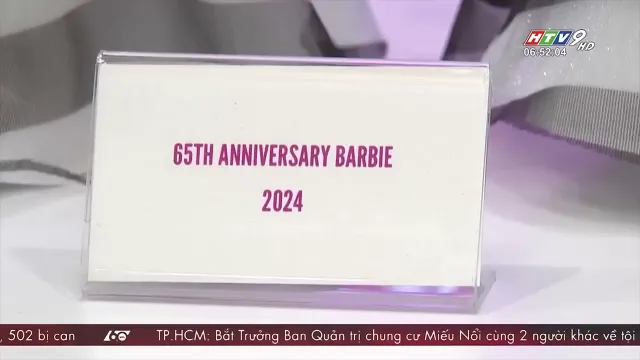 HTV9 HD
06:52:04
65TH ANNIVERSARY BARBIE
2024
, 502 bị can
TP.HCM: Bắt Trưởng Ban Quản trị chung cư Miếu Nổi cùng 2 người khác về tội